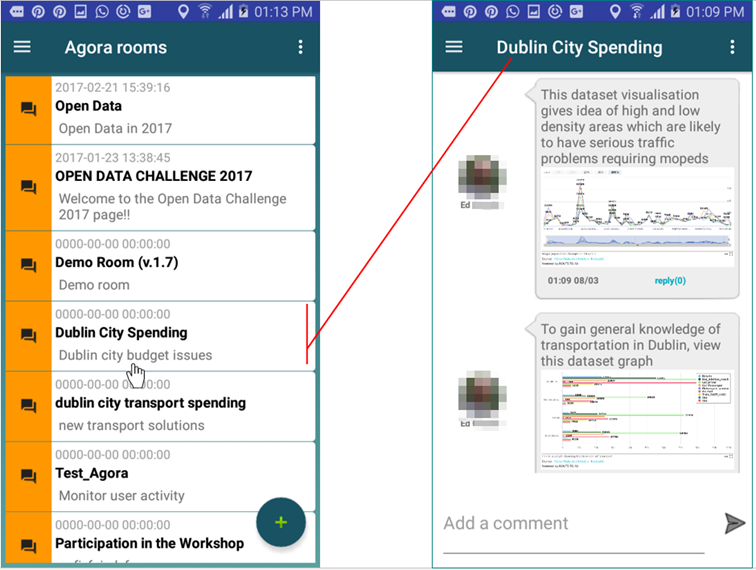 01:13 PM
Agora rooms
2017-02-21 15:39:16
Open Data
Open Data in 2017
2017-01-23 13:38:45
OPEN DATA CHALLENGE 2017
Welcome to the Open Data Challenge
2017 page!!
0000-00-00 00:00:00
Demo Room (v.1.7)
Demo room
0000-00-00 00:00:00
Dublin City Spending
Dublin city budget issues
0000-00-00 00:00:00
dublin city transport spending
new transport solutions
0000-00-00 00:00:00
Test_Agora
Monitor user activity
0000-00-00 00:00:00
Participation in the Workshop
+
01:09 PM
Dublin City Spending
This dataset visualisation
gives idea of high and low
density areas which are likely
to have serious traffic
problems requiring mopeds
Ed
01:09 08/03 reply(0)
To gain general knowledge of
transportation in Dublin, view
this dataset graph
Ed
Add a comment